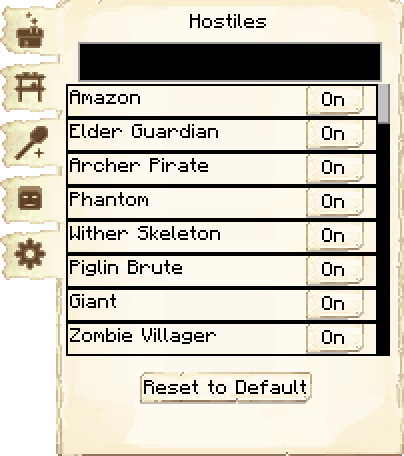 Hostiles
Amazon On
Elder Guardian On
Archer Pirate On
Phantom On
Wither Skeleton On
Piglin Brute On
Giant On
Zombie Villager On
Reset to Default